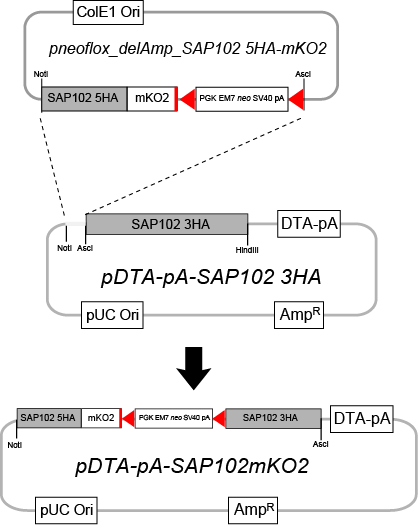 ColE1 Ori
pneoflox_delAmp_SAP102 5HA-mKO2
NotI
AscI
SAP102 5HA
mKO2
PGK EM7 neo SV40 pA
SAP102 3HA
DTA-pA
NotI
AscI
HindIII
pDTA-pA-SAP102 3HA
pUC Ori
AmpR
SAP102 5HA
mKO2
PGK EM7 neo SV40 pA
SAP102 3HA
DTA-pA
NotI
AscI
pDTA-pA-SAP102mKO2
pUC Ori
AmpR